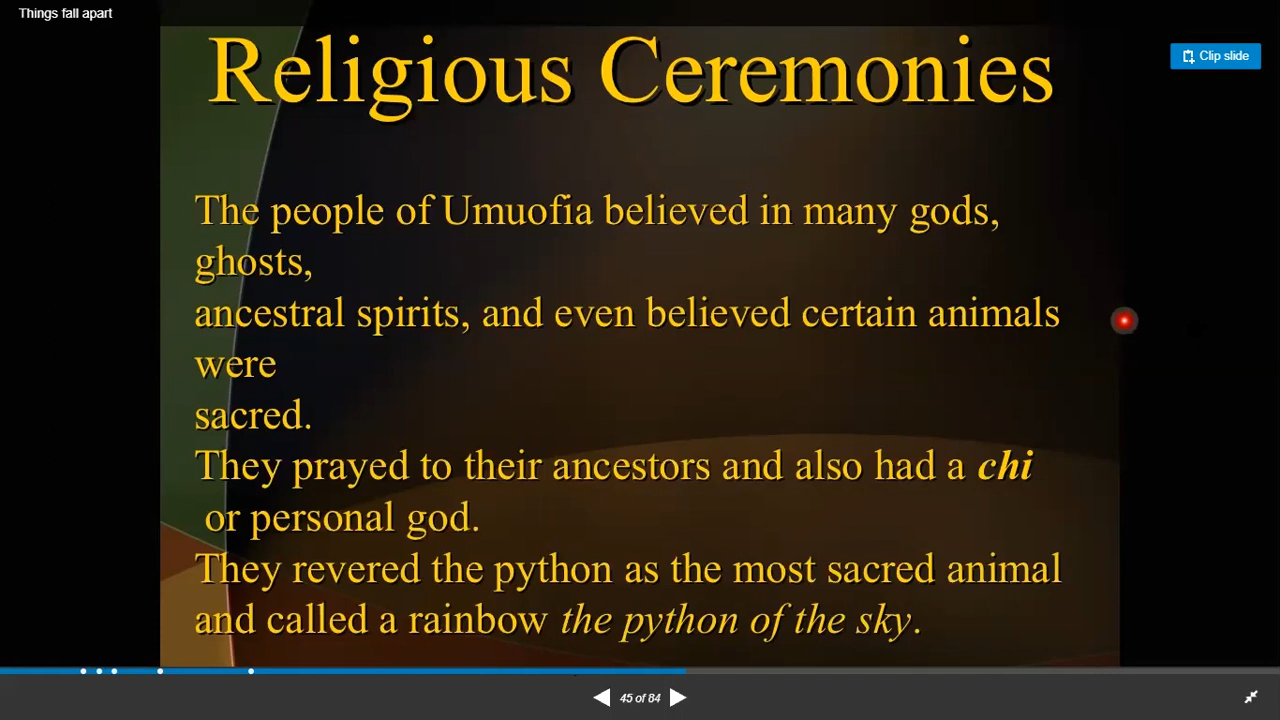 Things fall apart
Clip slide
Religious Ceremonies
The people of Umuofia believed in many gods,
ghosts,
ancestral spirits, and even believed certain animals
were
sacred.
They prayed to their ancestors and also had a chi
or personal god.
They revered the python as the most sacred animal
and called a rainbow the python of the sky.
45 of 84